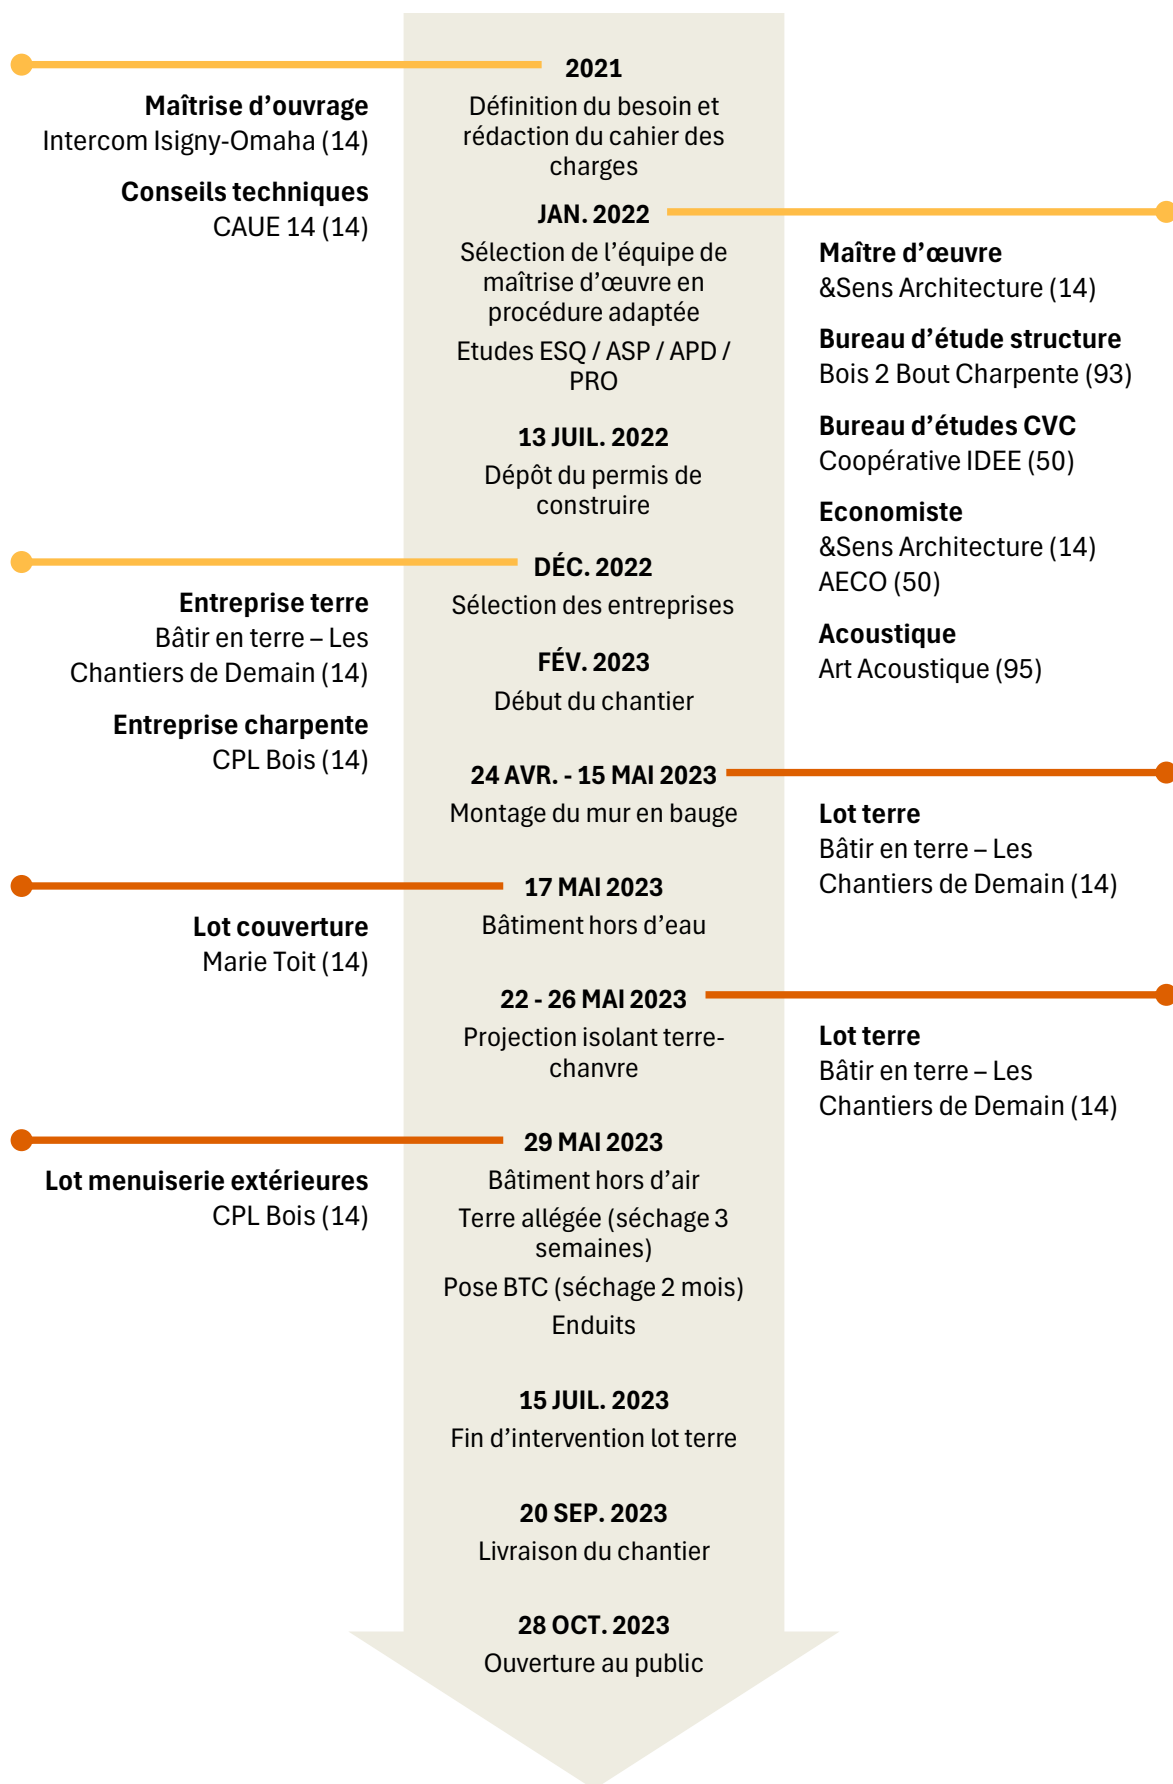 2021
Définition du besoin et
rédaction du cahier des
charges
Maîtrise d’ouvrage
Intercom Isigny-Omaha (14)
Conseils techniques
CAUE 14 (14)
JAN. 2022
Sélection de l’équipe de
maîtrise d’œuvre en
procédure adaptée
Etudes ESQ / ASP / APD /
PRO
Maître d’œuvre
&Sens Architecture (14)
Bureau d’étude structure
Bois 2 Bout Charpente (93)
Bureau d’études CVC
Coopérative IDEE (50)
Economiste
&Sens Architecture (14)
AECO (50)
Acoustique
Art Acoustique (95)
13 JUIL. 2022
Dépôt du permis de
construire
DÉC. 2022
Sélection des entreprises
Entreprise terre
Bâtir en terre – Les
Chantiers de Demain (14)
Entreprise charpente
CPL Bois (14)
FÉV. 2023
Début du chantier
24 AVR. - 15 MAI 2023
Montage du mur en bauge
Lot terre
Bâtir en terre – Les
Chantiers de Demain (14)
17 MAI 2023
Bâtiment hors d’eau
Lot couverture
Marie Toit (14)
22 - 26 MAI 2023
Projection isolant terre-
chanvre
Lot terre
Bâtir en terre – Les
Chantiers de Demain (14)
29 MAI 2023
Bâtiment hors d’air
Terre allégée (séchage 3
semaines)
Pose BTC (séchage 2 mois)
Enduits
Lot menuiserie extérieures
CPL Bois (14)
15 JUIL. 2023
Fin d’intervention lot terre
20 SEP. 2023
Livraison du chantier
28 OCT. 2023
Ouverture au public